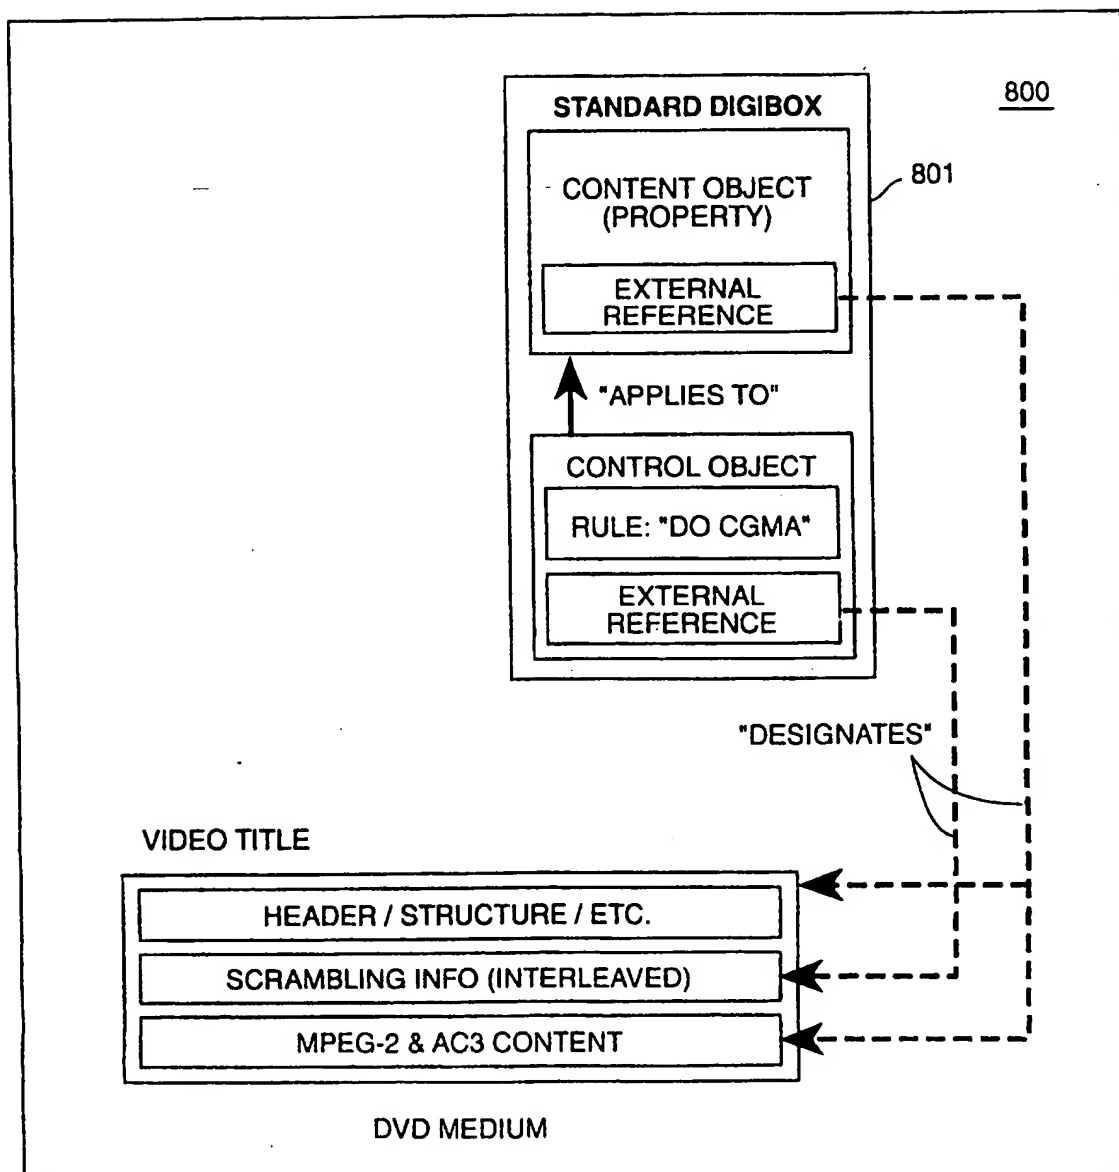 800
STANDARD DIGIBOX
801
CONTENT OBJECT
(PROPERTY)
EXTERNAL
REFERENCE
"APPLIES TO"
CONTROL OBJECT
RULE: "DO CGMA"
EXTERNAL
REFERENCE
"DESIGNATES"
VIDEO TITLE
HEADER / STRUCTURE / ETC.
SCRAMBLING INFO (INTERLEAVED)
MPEG-2 & AC3 CONTENT
DVD MEDIUM